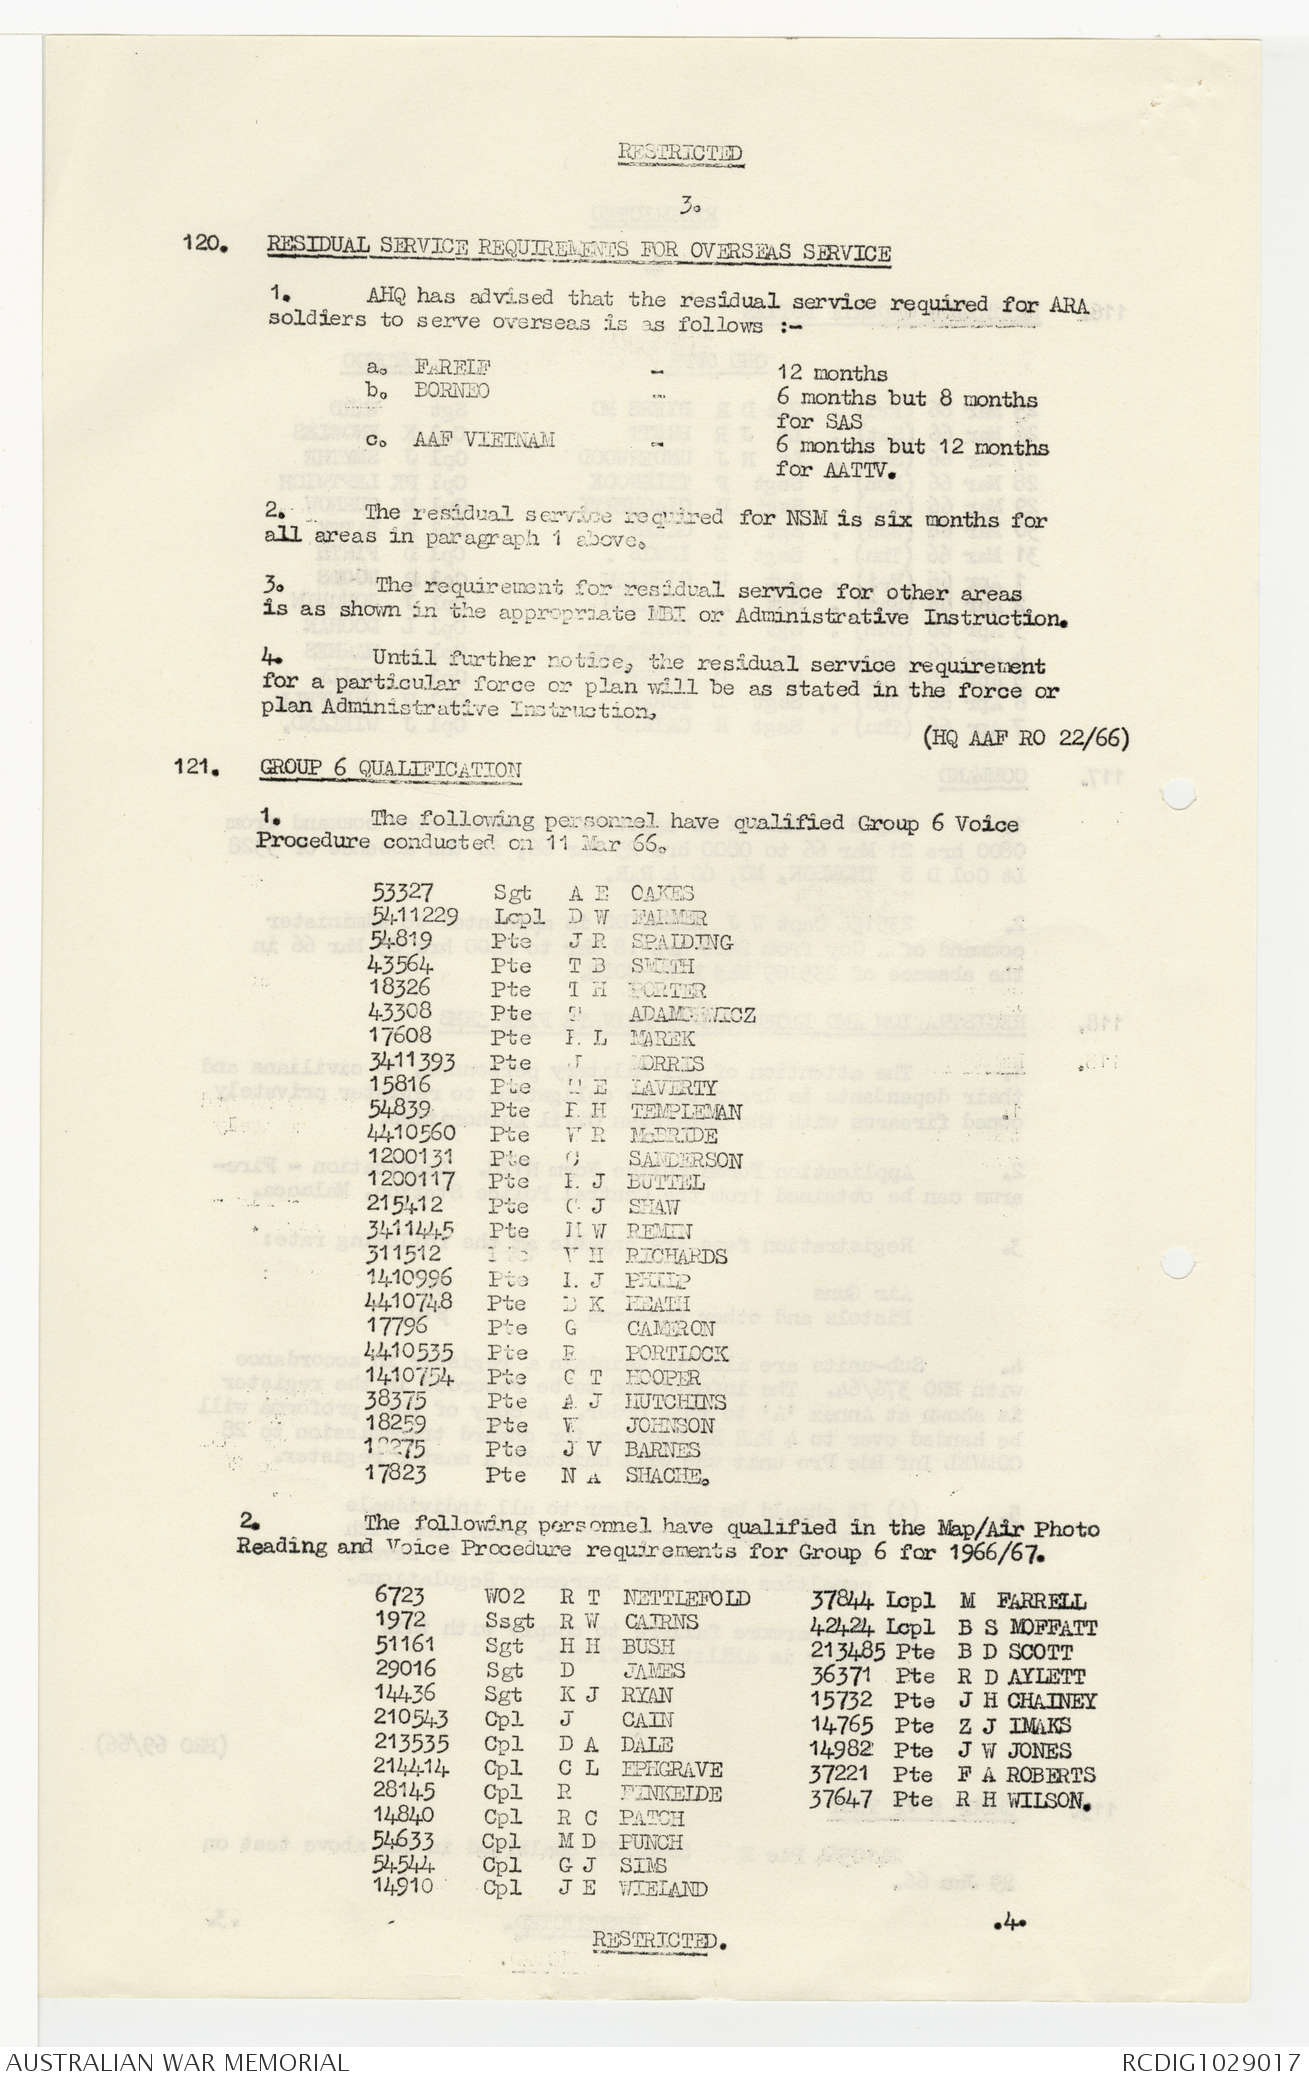 RESTRICTED
3.
120. RESIDUAL SERVICE REQUIREMENTS FOR OVERSEAS SERVICE
1. AHQ has advised that the residual service required for ARA
soldiers to serve overseas is as follows :-
a. FARELF - 12 months
b. BORNEO - 6 months but 8 months
for SAS
c. AAF VIETNAM - 6 months but 12 months
for AATTV.
2. The residual service required for NSM is six months for
all areas in paragraph 1 above.
3. The requirement for residual service for other areas
is as shown in the appropriate MBI or Administrative Instruction.
4. Until further notice, the residual service requirement
for a particular force or plan will be as stated in the force or
plan Administrative Instruction.
(HQ AAF RO 22/66)
121. GROUP 6 QUALIFICATION
1. The following personnel have qualified Group 6 Voice
Procedure conducted on 11 Mar 66.
53327 Sgt A E OAKES
5411229 Lcpl D W FARMER
54819 Pte J R SPALDING
43564 Pte T B SMITH
18326 Pte T H PORTER
43308 Pte ADAMCEWICZ
17608 Pte L MAREK
3411393 Pte J MORRIS
15816 Pte E LAVERTY
54839 Pte H TEMPLEMAN
4410560 Pte R McBRIDE
1200131 Pte SANDERSON
1200117 Pte J BUTTEL
215412 Pte J SHAW
3411445 Pte W REMIN
311512 Pte H RICHARDS
1410996 Pte J PHILP
4410748 Pte D K HEATH
17796 Pte G CAMERON
4410535 Pte PORTLOCK
1410754 Pte T HOOPER
38375 Pte A J HUTCHINS
18259 Pte W JOHNSON
18275 Pte J V BARNES
17823 Pte N A SHACHE.
2. The following personnel have qualified in the Map/Air Photo
Reading and Voice Procedure requirements for Group 6 for 1966/67.
6723 WO2 R T NETTLEFOLD 37844 Lcpl M FARRELL
1972 Ssgt R W CAIRNS 42424 Lcpl B S MOFFATT
51161 Sgt H H BUSH 213485 Pte B D SCOTT
29016 Sgt D JAMES 36371 Pte R D AYLETT
14436 Sgt K J RYAN 15732 Pte J H CHAINEY
210543 Cpl J CAIN 14765 Pte Z J IMAKS
213535 Cpl D A DALE 14982 Pte J W JONES
214414 Cpl C L EPHGRAVE 37221 Pte F A ROBERTS
28145 Cpl R FINKELDE 37647 Pte R H WILSON.
14840 Cpl R C PATCH
54633 Cpl M D PUNCH
54544 Cpl G J SIMS
14910 Cpl J E WIELAND
.4.
RESTRICTED.
AUSTRALIAN WAR MEMORIAL RCDIG1029017